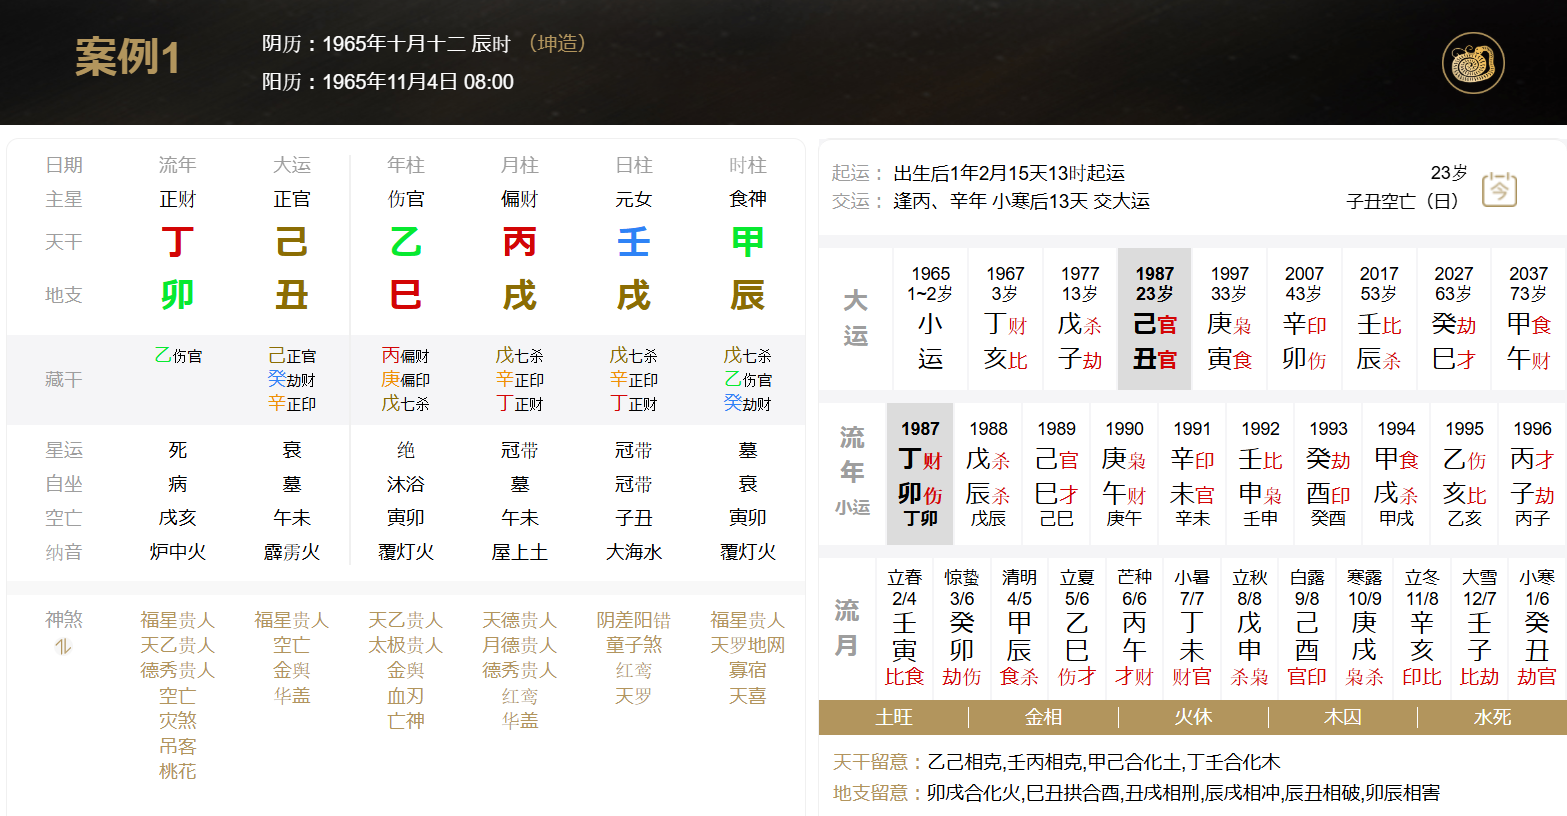 案例1
阴历：1965年十月十二 辰时 （坤造）
阳历：1965年11月4日 08:00
日期 流年 大运 年柱 月柱 日柱 时柱
主星 正财 正官 伤官 偏财 元女 食神
天干 丁 己 乙 丙 壬 甲
地支 卯 丑 巳 戌 戌 辰
藏干
乙伤官 己正官 丙偏财 戊七杀 戊七杀 戊七杀
癸劫财 庚偏印 辛正印 辛正印 乙伤官
辛正印 戊七杀 丁正财 丁正财 癸劫财
星运 死 衰 绝 冠带 冠带 墓
自坐 病 墓 沐浴 墓 冠带 衰
空亡 戌亥 午未 寅卯 午未 子丑 寅卯
纳音 炉中火 霹雳火 覆灯火 屋上土 大海水 覆灯火
神煞 福星贵人 福星贵人 天乙贵人 天德贵人 阴差阳错 福星贵人
天乙贵人 空亡 太极贵人 月德贵人 童子煞 天罗地网
德秀贵人 金舆 金舆 德秀贵人 红鸾 寡宿
空亡 华盖 血刃 红鸾 天罗 天喜
灾煞 亡神 华盖
吊客
桃花
起运： 出生后1年2月15天13时起运 23岁
交运： 逢丙、辛年 小寒后13天 交大运 子丑空亡（日）
今
大运
1965 1967 1977 1987 1997 2007 2017 2027 2037
1~2岁 3岁 13岁 23岁 33岁 43岁 53岁 63岁 73岁
小 丁财 戊杀 己官 庚枭 辛印 壬比 癸劫 甲食
运 亥比 子劫 丑官 寅食 卯伤 辰杀 巳才 午财
流年
小运
1987 1988 1989 1990 1991 1992 1993 1994 1995 1996
丁财 戊杀 己官 庚枭 辛印 壬比 癸劫 甲食 乙伤 丙才
卯伤 辰杀 巳才 午财 未官 申枭 酉印 戌杀 亥比 子劫
丁卯 戊辰 己巳 庚午 辛未 壬申 癸酉 甲戌 乙亥 丙子
流月
立春 惊蛰 清明 立夏 芒种 小暑 立秋 白露 寒露 立冬 大雪 小寒
2/4 3/6 4/5 5/6 6/6 7/7 8/8 9/8 10/9 11/8 12/7 1/6
壬 癸 甲 乙 丙 丁 戊 己 庚 辛 壬 癸
寅 卯 辰 巳 午 未 申 酉 戌 亥 子 丑
比食 劫伤 食杀 伤才 才财 财官 杀枭 官印 枭杀 印比 比劫 劫官
土旺 金相 火休 木囚 水死
天干留意：乙己相克,壬丙相克,甲己合化土,丁壬合化木
地支留意：卯戌合化火,巳丑拱合酉,丑戌相刑,辰戌相冲,辰丑相破,卯辰相害